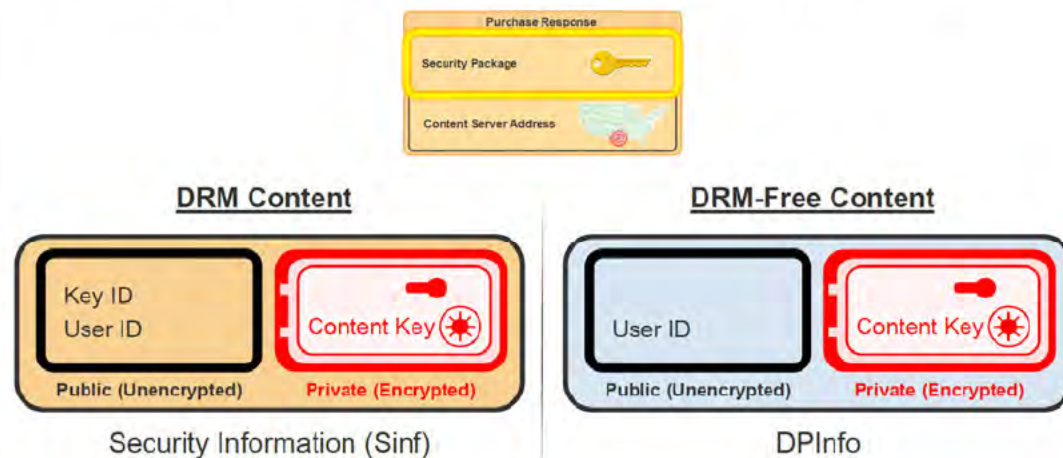 Purchase Response
Security Package
Content Server Address
DRM Content
DRM-Free Content
Key ID
User ID
Content Key
Public (Unencrypted)
Private (Encrypted)
User ID
Content Key
Public (Unencrypted)
Private (Encrypted)
Security Information (Sinf)
DPInfo